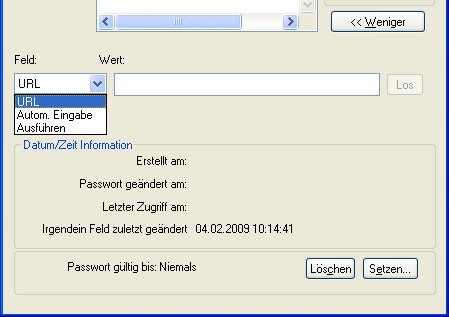 << Weniger
Feld: Wert:
URL Los
URL
Autom. Eingabe
Ausführen
Datum/Zeit Information
Erstellt am:
Passwort geändert am:
Letzter Zugriff am:
Irgendein Feld zuletzt geändert 04.02.2009 10:14:41
Passwort gültig bis: Niemals Löschen Setzen...